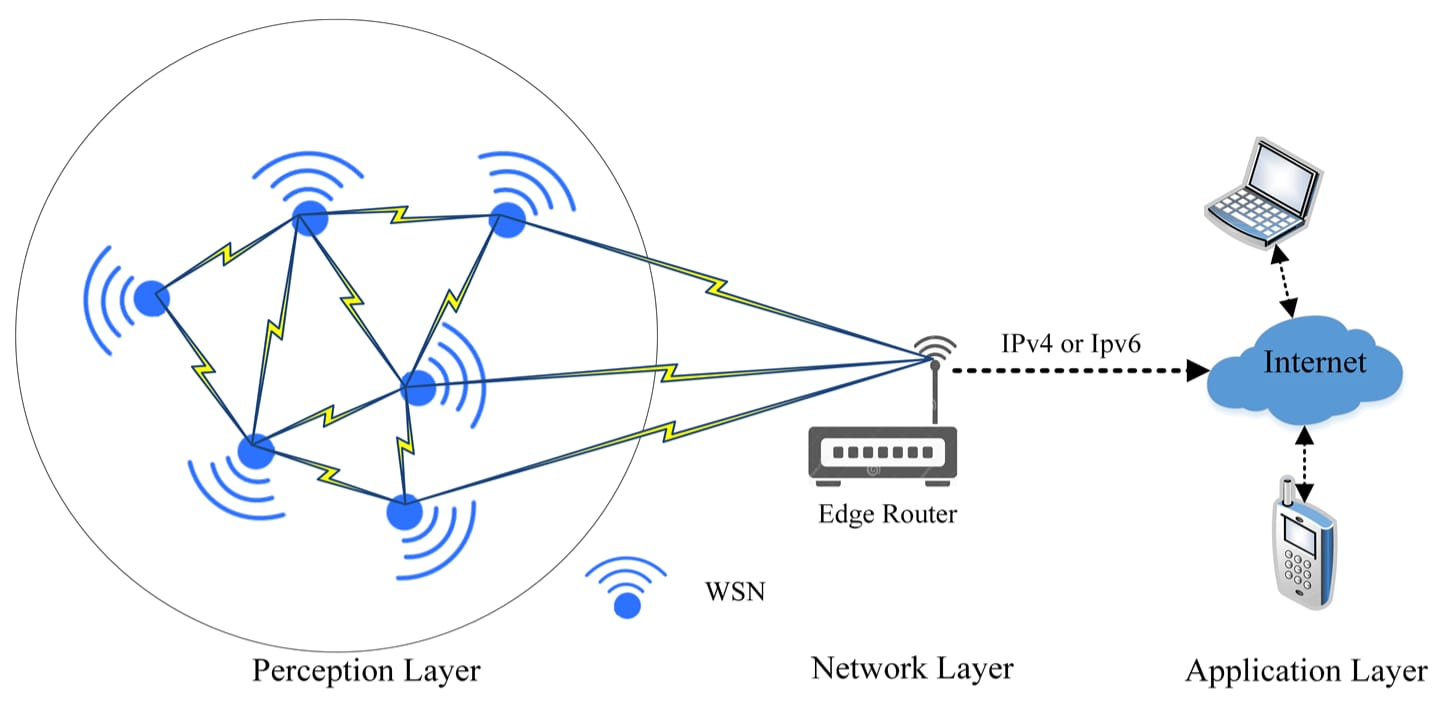 IPv4 or Ipv6
Internet
Edge Router
WSN
Perception Layer
Network Layer
Application Layer